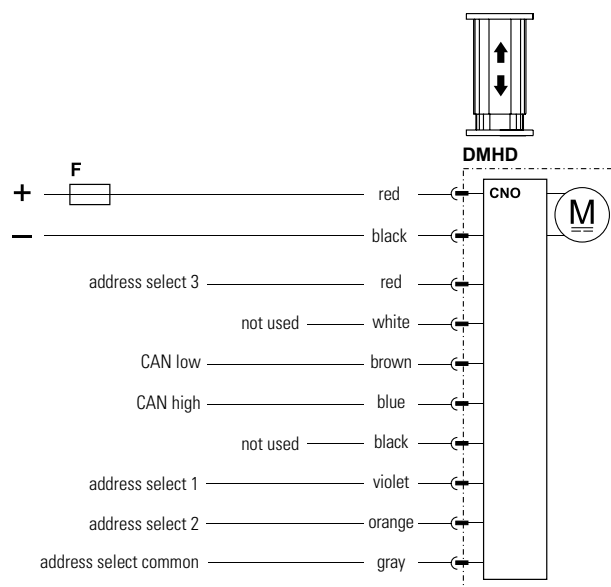 DMHD
F
+ red CNO M
− black
address select 3 red
not used white
CAN low brown
CAN high blue
not used black
address select 1 violet
address select 2 orange
address select common gray